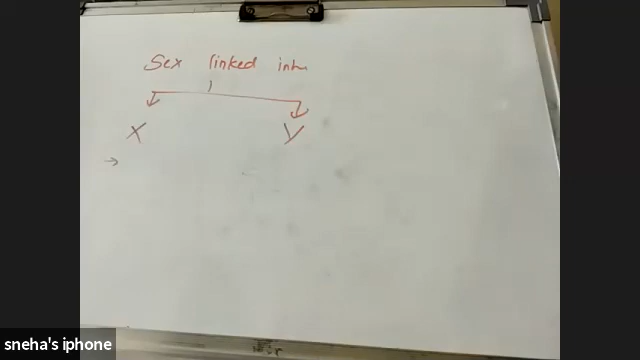 Sex linked inh
X Y
→
sneha's iphone